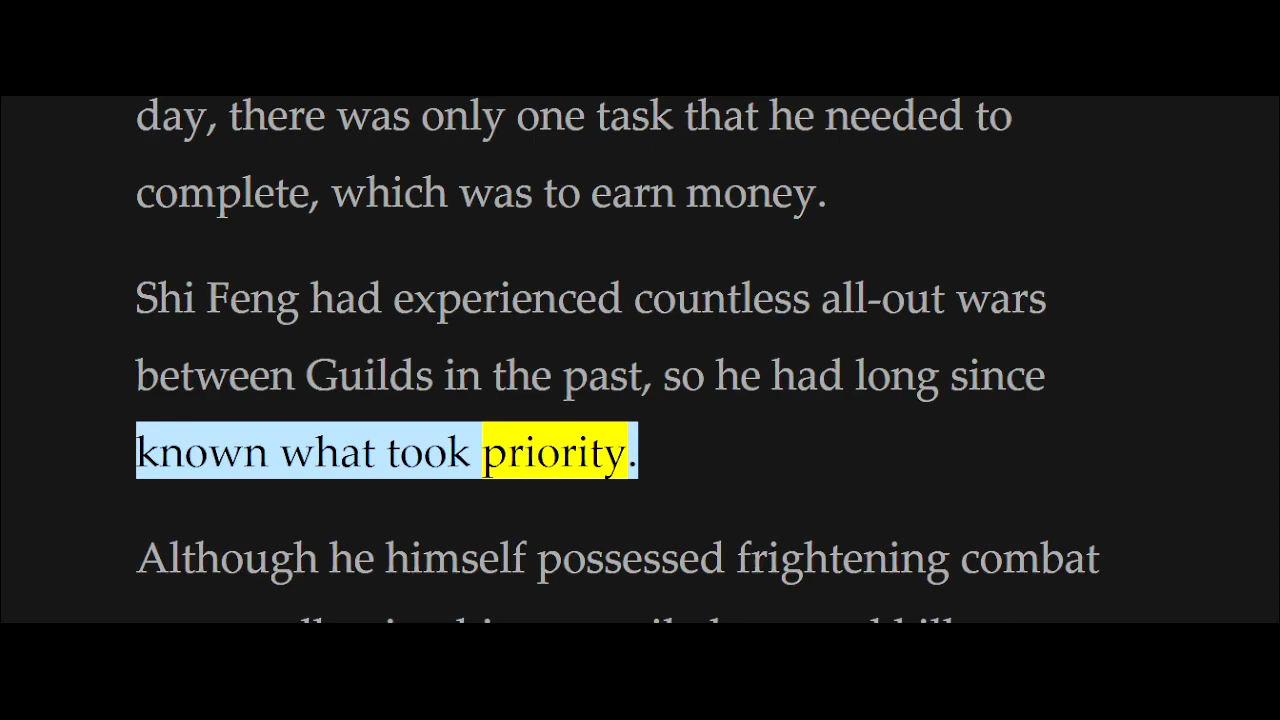 day, there was only one task that he needed to
complete, which was to earn money.
Shi Feng had experienced countless all-out wars
between Guilds in the past, so he had long since
known what took priority.
Although he himself possessed frightening combat